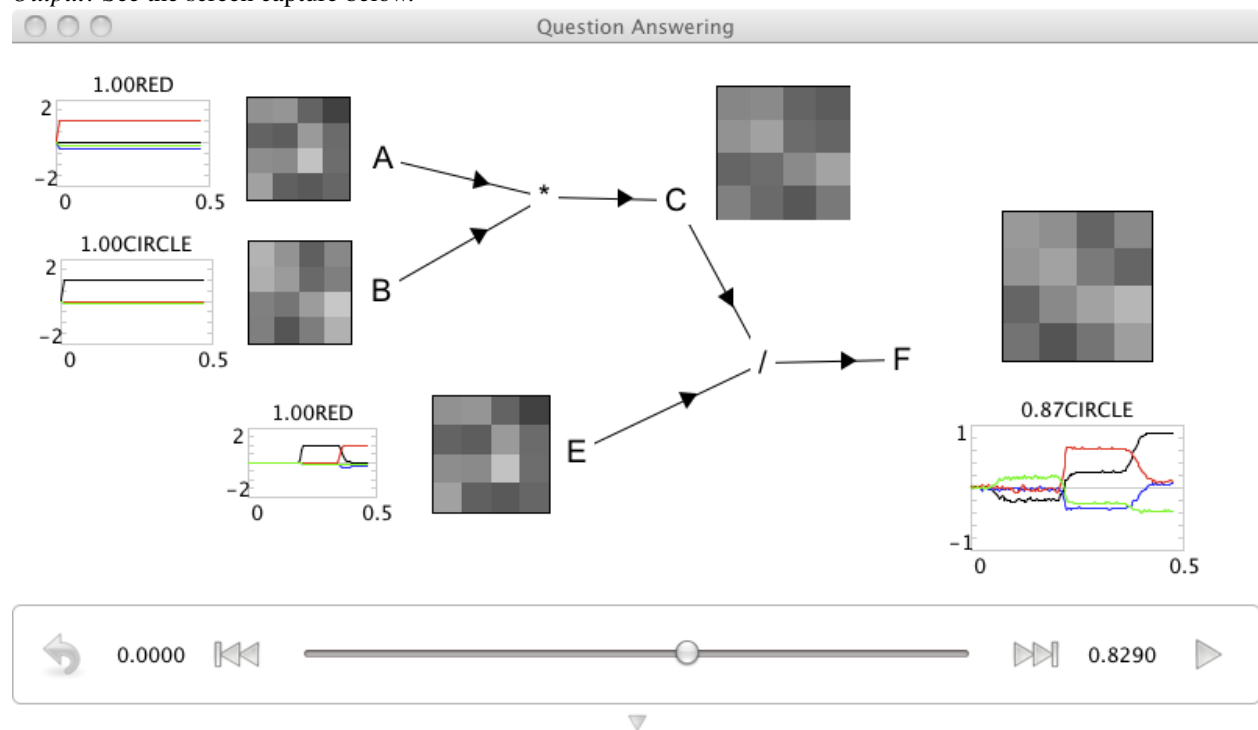 Output: See the screen capture below.
Question Answering
1.00RED
2
-2
0 0.5
A
*
C
1.00CIRCLE
2
-2
0 0.5
B
/
F
1.00RED
2
-2
0 0.5
E
0.87CIRCLE
1
-1
0 0.5
0.0000 0.8290